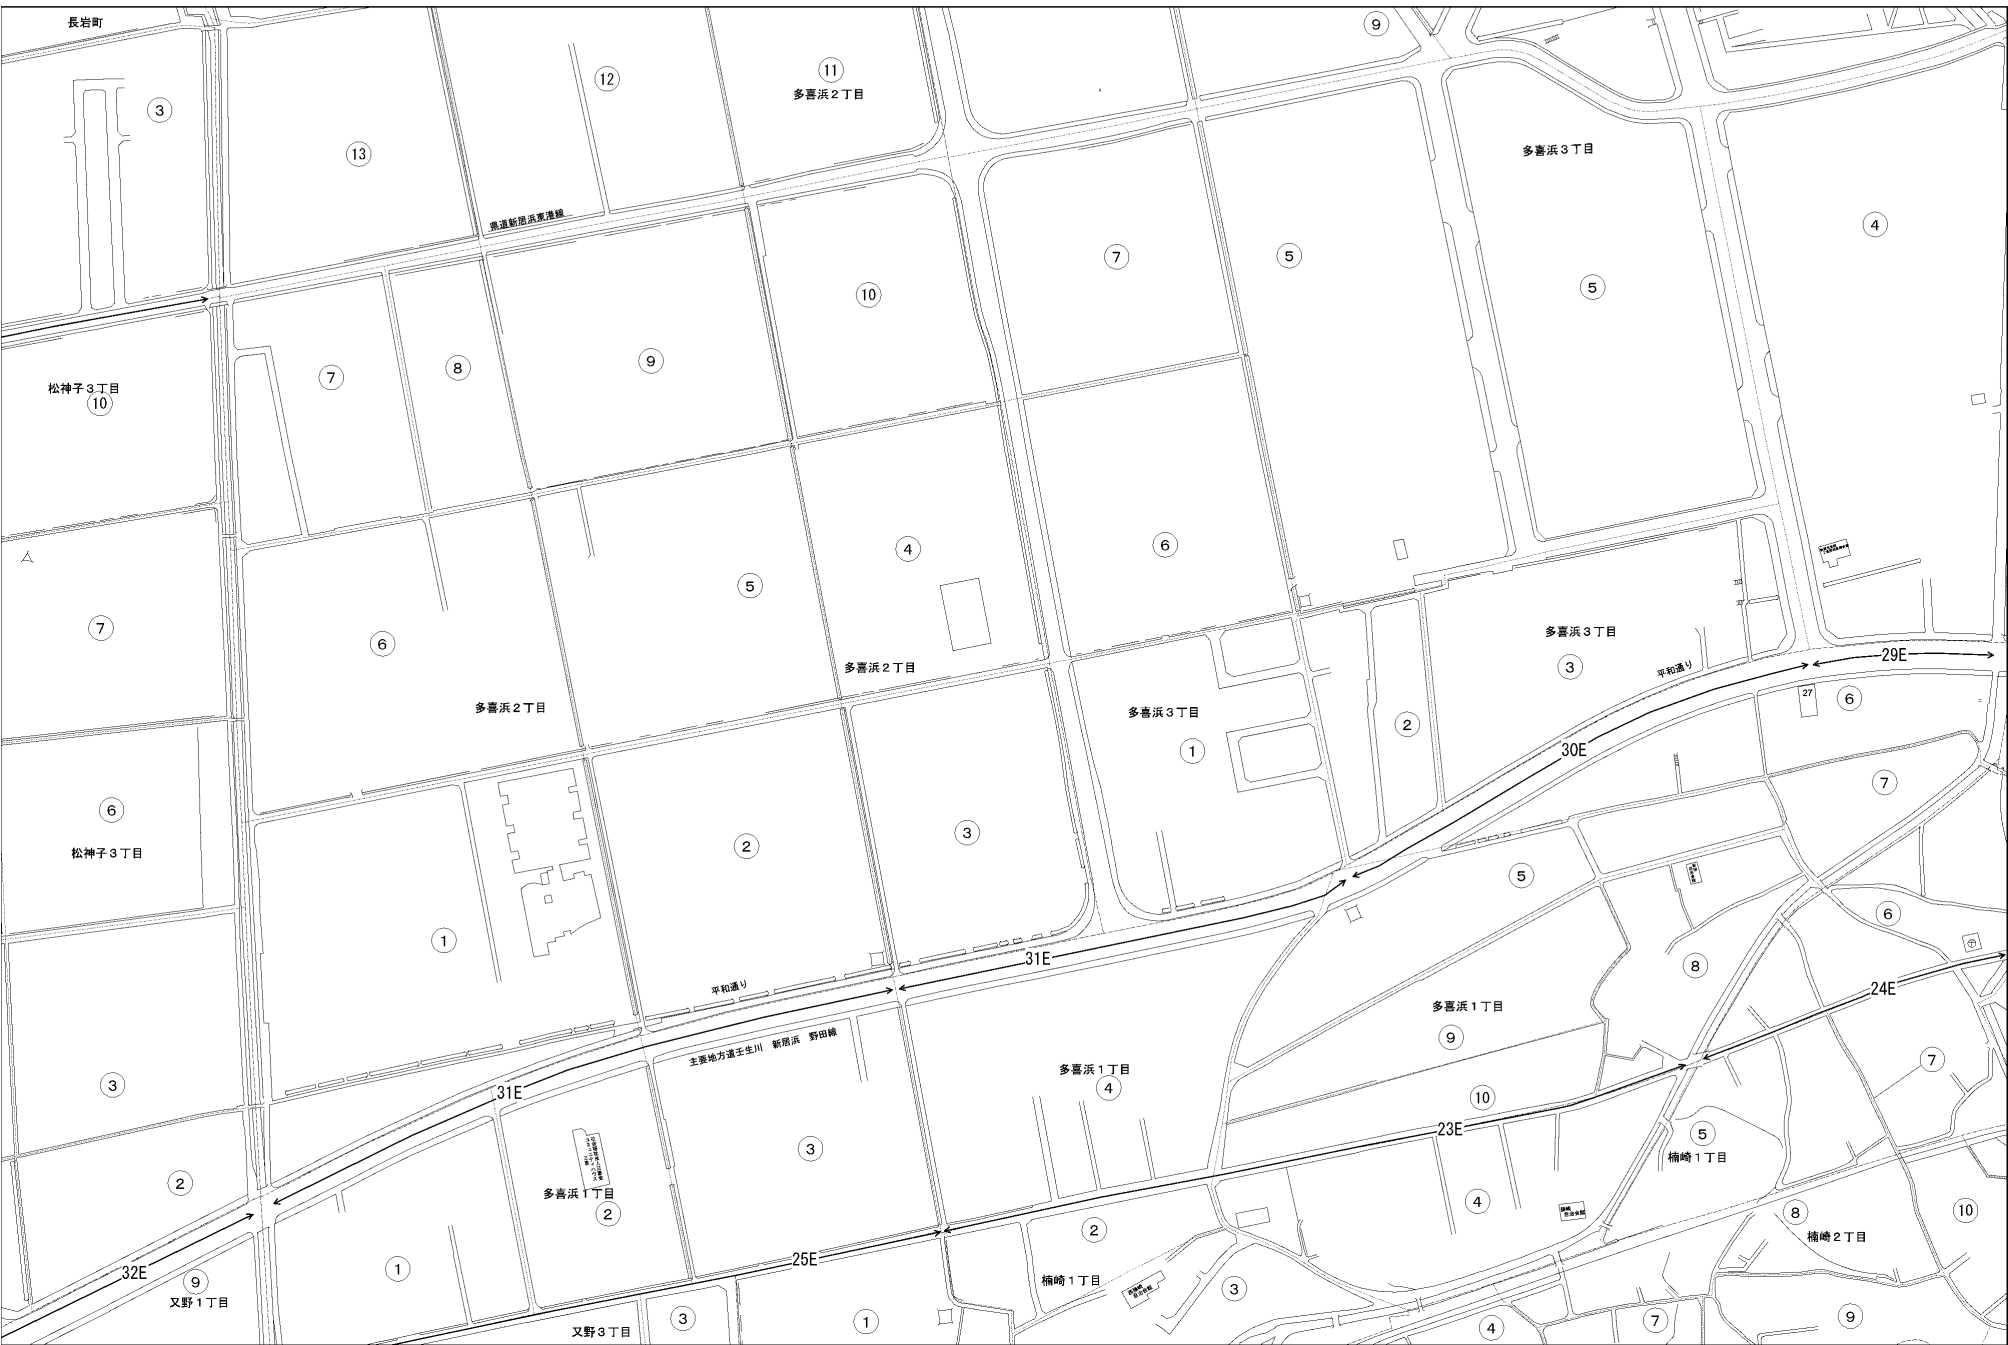 長岩町
9
12
11
多喜浜２丁目
3
13
多喜浜３丁目
県道新居浜東港線
4
7
5
5
10
9
8
7
松神子３丁目
10
4
6
5
7
6
多喜浜３丁目
多喜浜２丁目
3
平和通り
29E
27
6
多喜浜２丁目
多喜浜３丁目
2
1
30E
7
6
松神子３丁目
3
2
5
1
6
31E
8
平和通り
24E
多喜浜１丁目
9
主要地方道壬生川　新居浜　野田線
多喜浜１丁目
4
7
3
31E
10
23E
5
楠崎１丁目
3
2
多喜浜１丁目
2
4
8
10
2
楠崎２丁目
25E
32E
1
9
又野１丁目
楠崎１丁目
3
9
又野３丁目
3
1
4
7